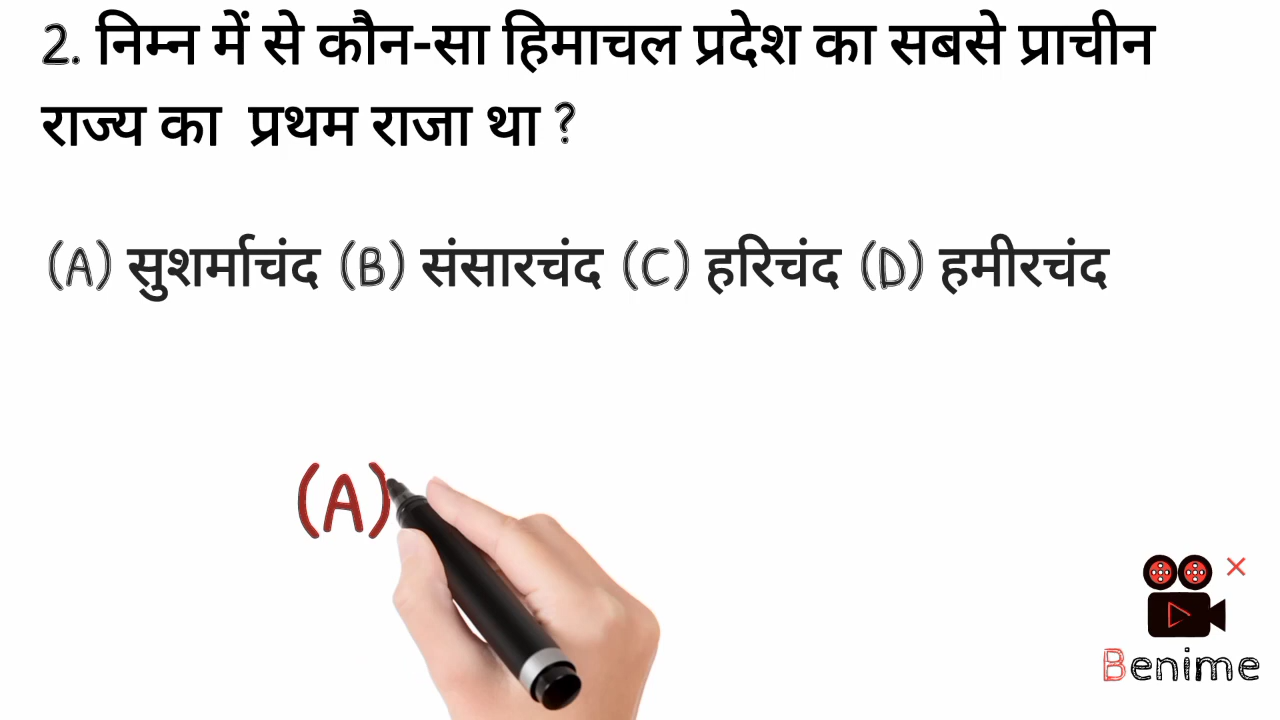 2. निम्न में से कौन-सा हिमाचल प्रदेश का सबसे प्राचीन
राज्य का प्रथम राजा था ?
(A) सुशर्माचंद (B) संसारचंद (C) हरिचंद (D) हमीरचंद
(A)
Benime